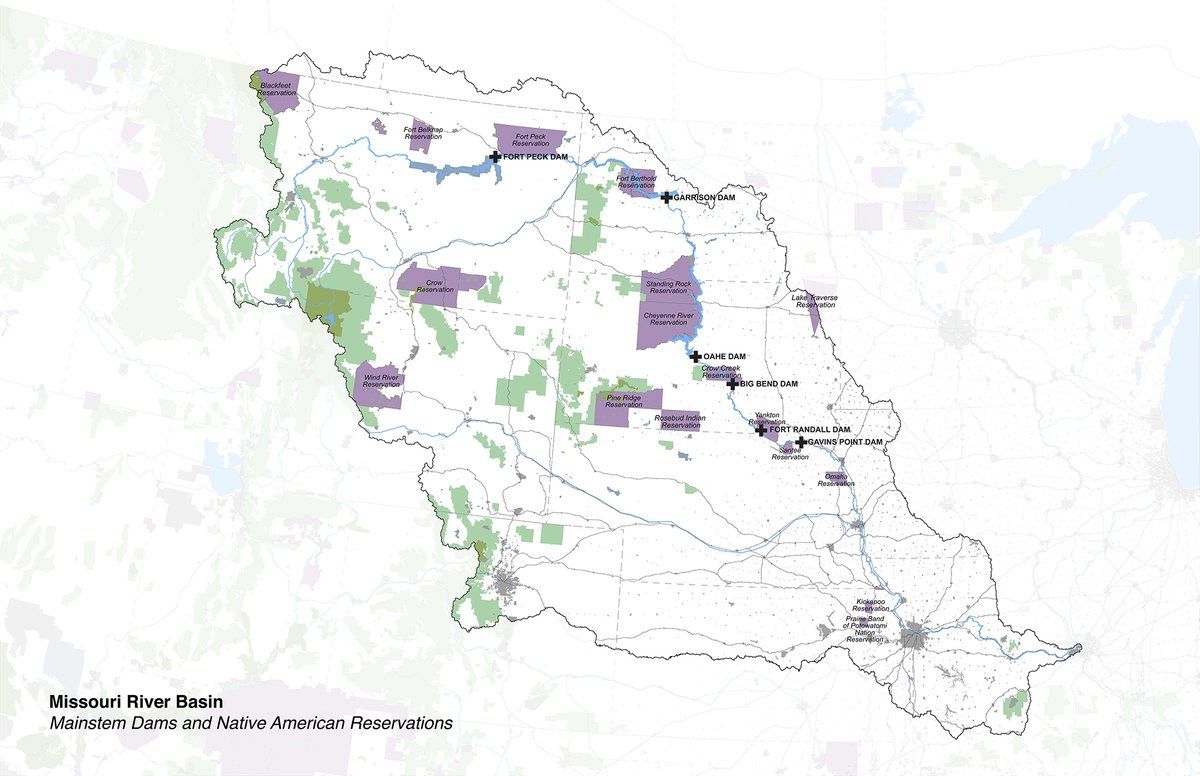 Blackfeet
Reservation
Fort Belknap
Reservation
Fort Peck
Reservation
FORT PECK DAM
Fort Berthold
Reservation
GARRISON DAM
Crow
Reservation
Standing Rock
Reservation
Cheyenne River
Reservation
Lake Traverse
Reservation
OAHE DAM
Crow Creek
Reservation
BIG BEND DAM
Wind River
Reservation
Pine Ridge
Reservation
Rosebud Indian
Reservation
Yankton
Reservation
FORT RANDALL DAM
GAVINS POINT DAM
Santee
Reservation
Omaha
Reservation
Kickapoo
Reservation
Prairie Band
of Potowatomi
Nation
Reservation
Missouri River Basin
Mainstem Dams and Native American Reservations